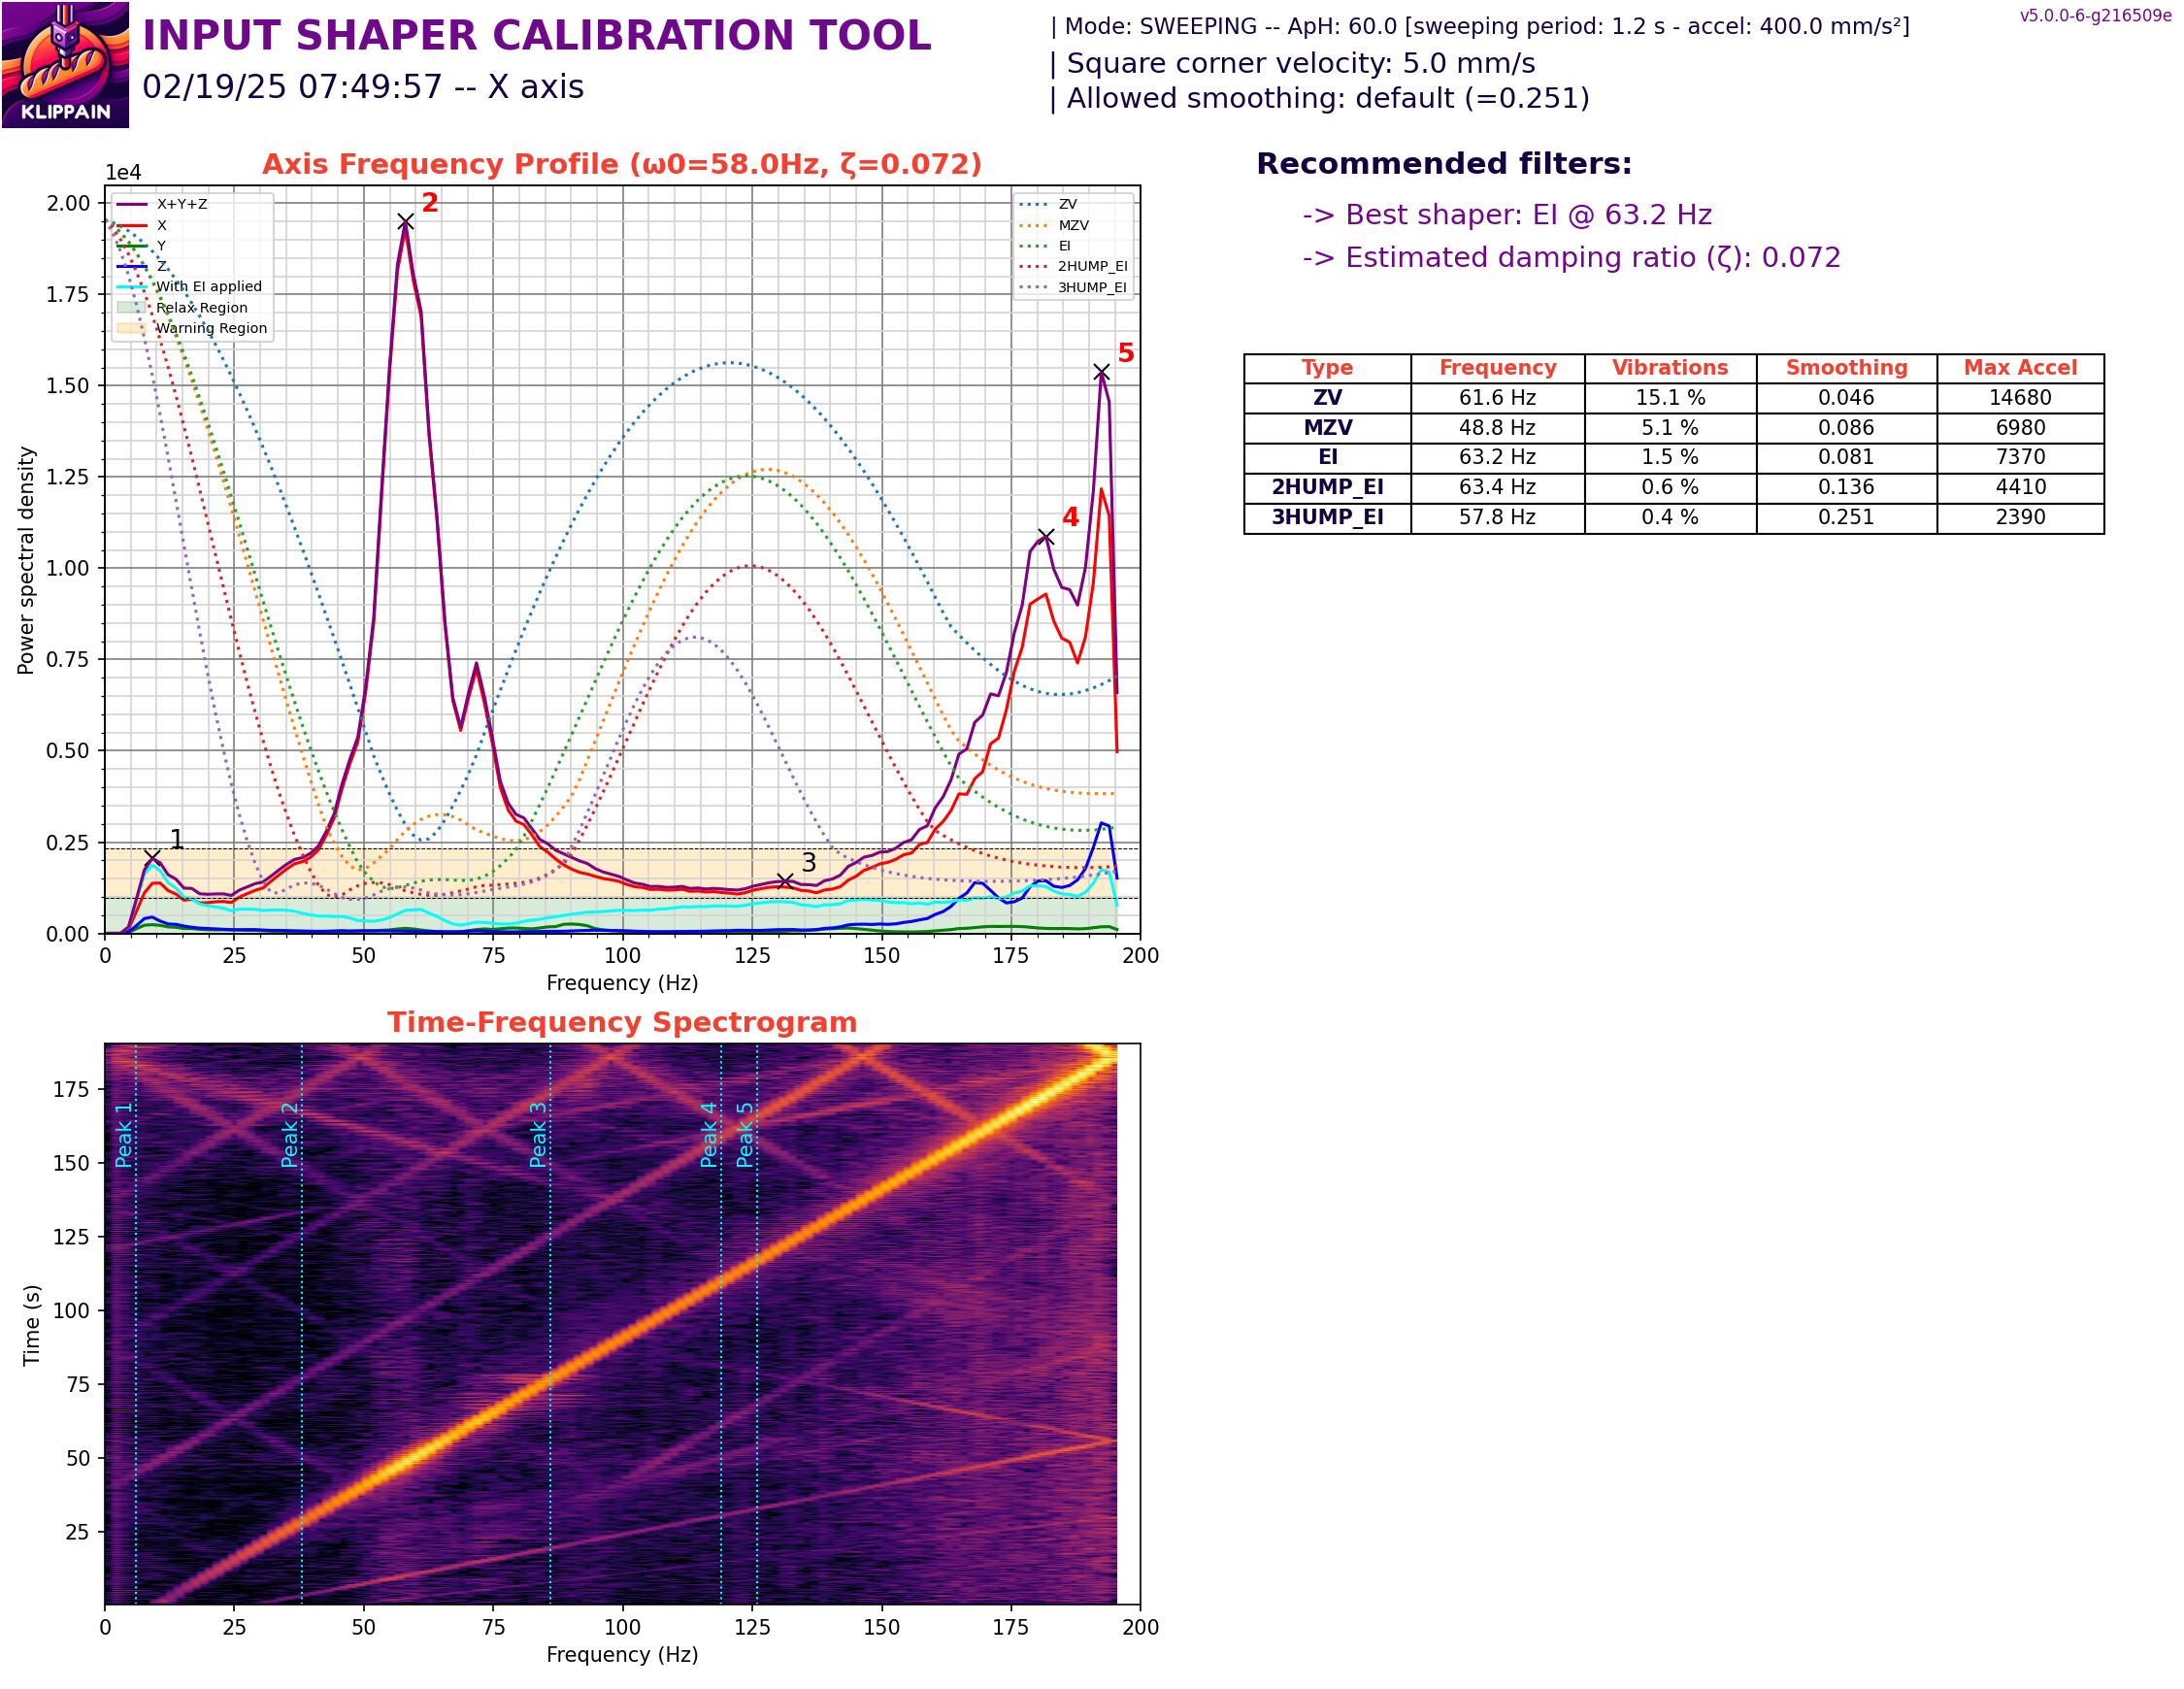 INPUT SHAPER CALIBRATION TOOL
02/19/25 07:49:57 -- X axis
KLIPPAIN
| Mode: SWEEPING -- ApH: 60.0 [sweeping period: 1.2 s - accel: 400.0 mm/s²]
| Square corner velocity: 5.0 mm/s
| Allowed smoothing: default (=0.251)
v5.0.0-6-g216509e
Axis Frequency Profile (ω0=58.0Hz, ζ=0.072)
1e4
2.00
1.75
1.50
1.25
1.00
0.75
0.50
0.25
0.00
Power spectral density
X+Y+Z
X
Y
Z
With EI applied
Relax Region
Warning Region
ZV
MZV
EI
2HUMP_EI
3HUMP_EI
1
2
3
4
5
0 25 50 75 100 125 150 175 200
Frequency (Hz)
Recommended filters:
-> Best shaper: EI @ 63.2 Hz
-> Estimated damping ratio (ζ): 0.072
Type Frequency Vibrations Smoothing Max Accel
ZV 61.6 Hz 15.1 % 0.046 14680
MZV 48.8 Hz 5.1 % 0.086 6980
EI 63.2 Hz 1.5 % 0.081 7370
2HUMP_EI 63.4 Hz 0.6 % 0.136 4410
3HUMP_EI 57.8 Hz 0.4 % 0.251 2390
Time-Frequency Spectrogram
175
150
125
100
75
50
25
Time (s)
Peak 1
Peak 2
Peak 3
Peak 4
Peak 5
0 25 50 75 100 125 150 175 200
Frequency (Hz)